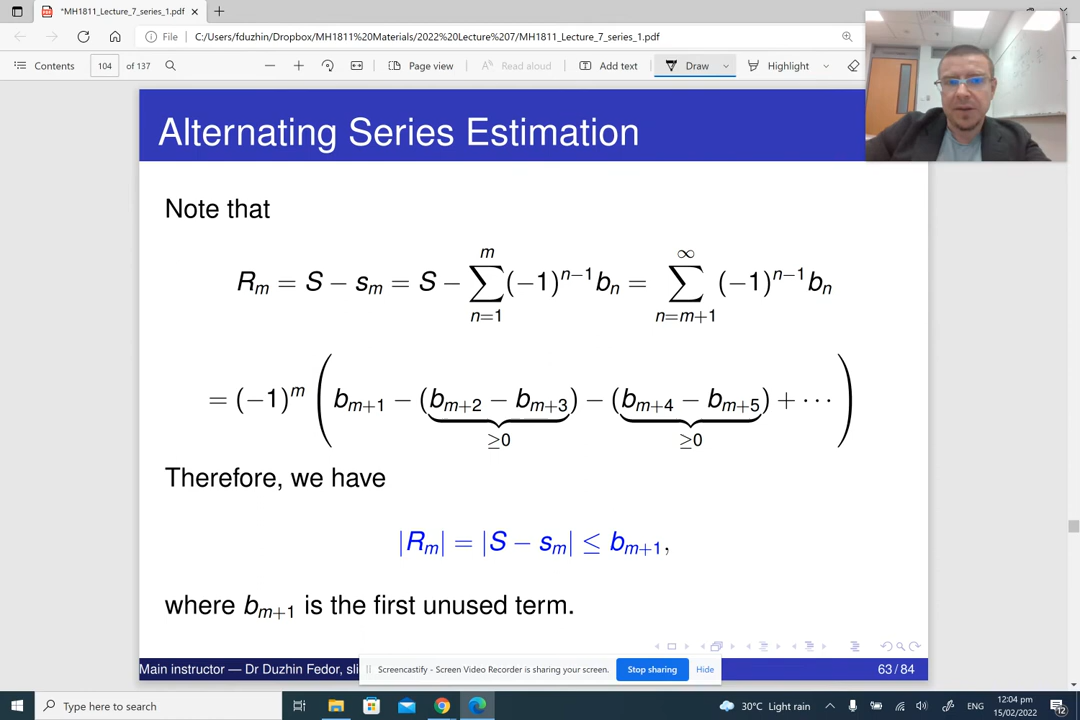 *MH1811_Lecture_7_series_1.pdf
File C:/Users/fduzhin/Dropbox/MH1811%20Materials/2022%20Lecture%207/MH1811_Lecture_7_series_1.pdf
Contents 104 of 137 Page view Read aloud Add text Draw Highlight
Alternating Series Estimation
Note that
R_m = S − s_m = S − ∑_{n=1}^{m} (−1)^{n−1} b_n = ∑_{n=m+1}^{∞} (−1)^{n−1} b_n
= (−1)^m ( b_{m+1} − (b_{m+2} − b_{m+3}) − (b_{m+4} − b_{m+5}) + ⋯ )
≥0 ≥0
Therefore, we have
|R_m| = |S − s_m| ≤ b_{m+1},
where b_{m+1} is the first unused term.
Main instructor — Dr Duzhin Fedor, sli 63 / 84
Screencastify - Screen Video Recorder is sharing your screen. Stop sharing Hide
Type here to search 30°C Light rain 12:04 pm
15/02/2022
12